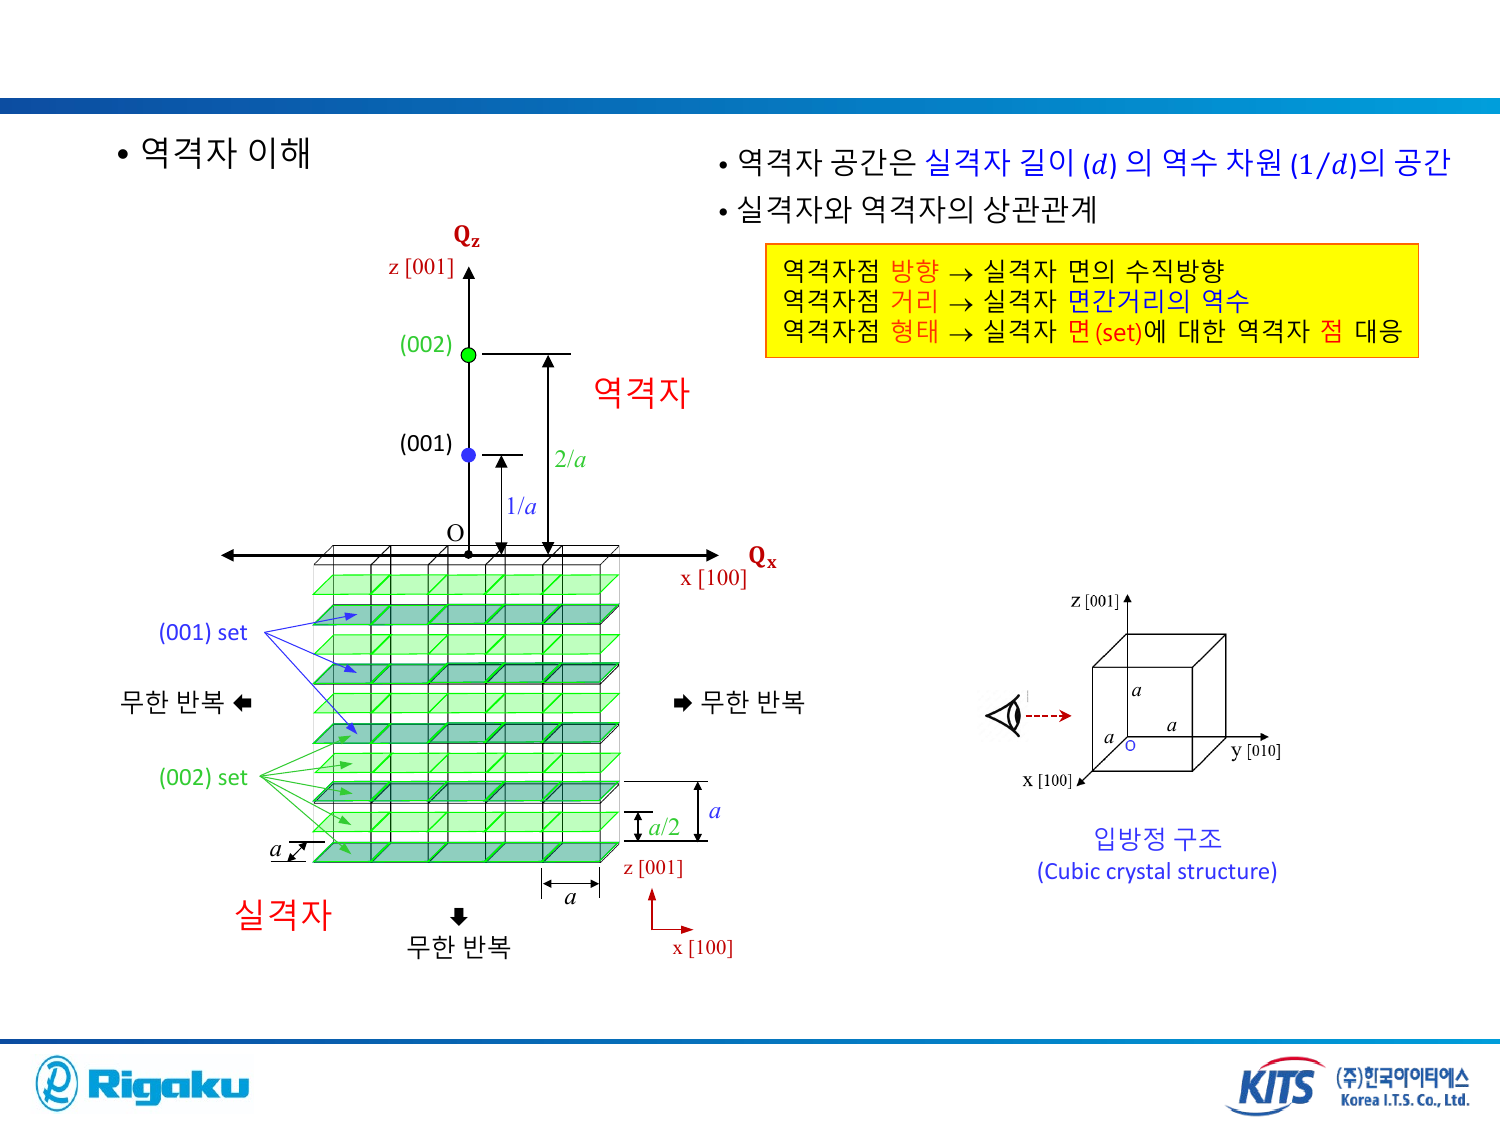 • 역격자 이해
• 역격자 공간은 실격자 길이 (d) 의 역수 차원 (1/d)의 공간
• 실격자와 역격자의 상관관계
역격자점 방향 → 실격자 면의 수직방향
역격자점 거리 → 실격자 면간거리의 역수
역격자점 형태 → 실격자 면(set)에 대한 역격자 점 대응
Qz
z [001]
(002)
역격자
(001)
2/a
1/a
O
Qx
x [100]
(001) set
무한 반복
무한 반복
(002) set
a
a/2
a
z [001]
a
실격자
무한 반복
x [100]
z [001]
a
a
a
O
y [010]
x [100]
입방정 구조
(Cubic crystal structure)
Rigaku
KITS
(주)한국아이티에스
Korea I.T.S. Co., Ltd.